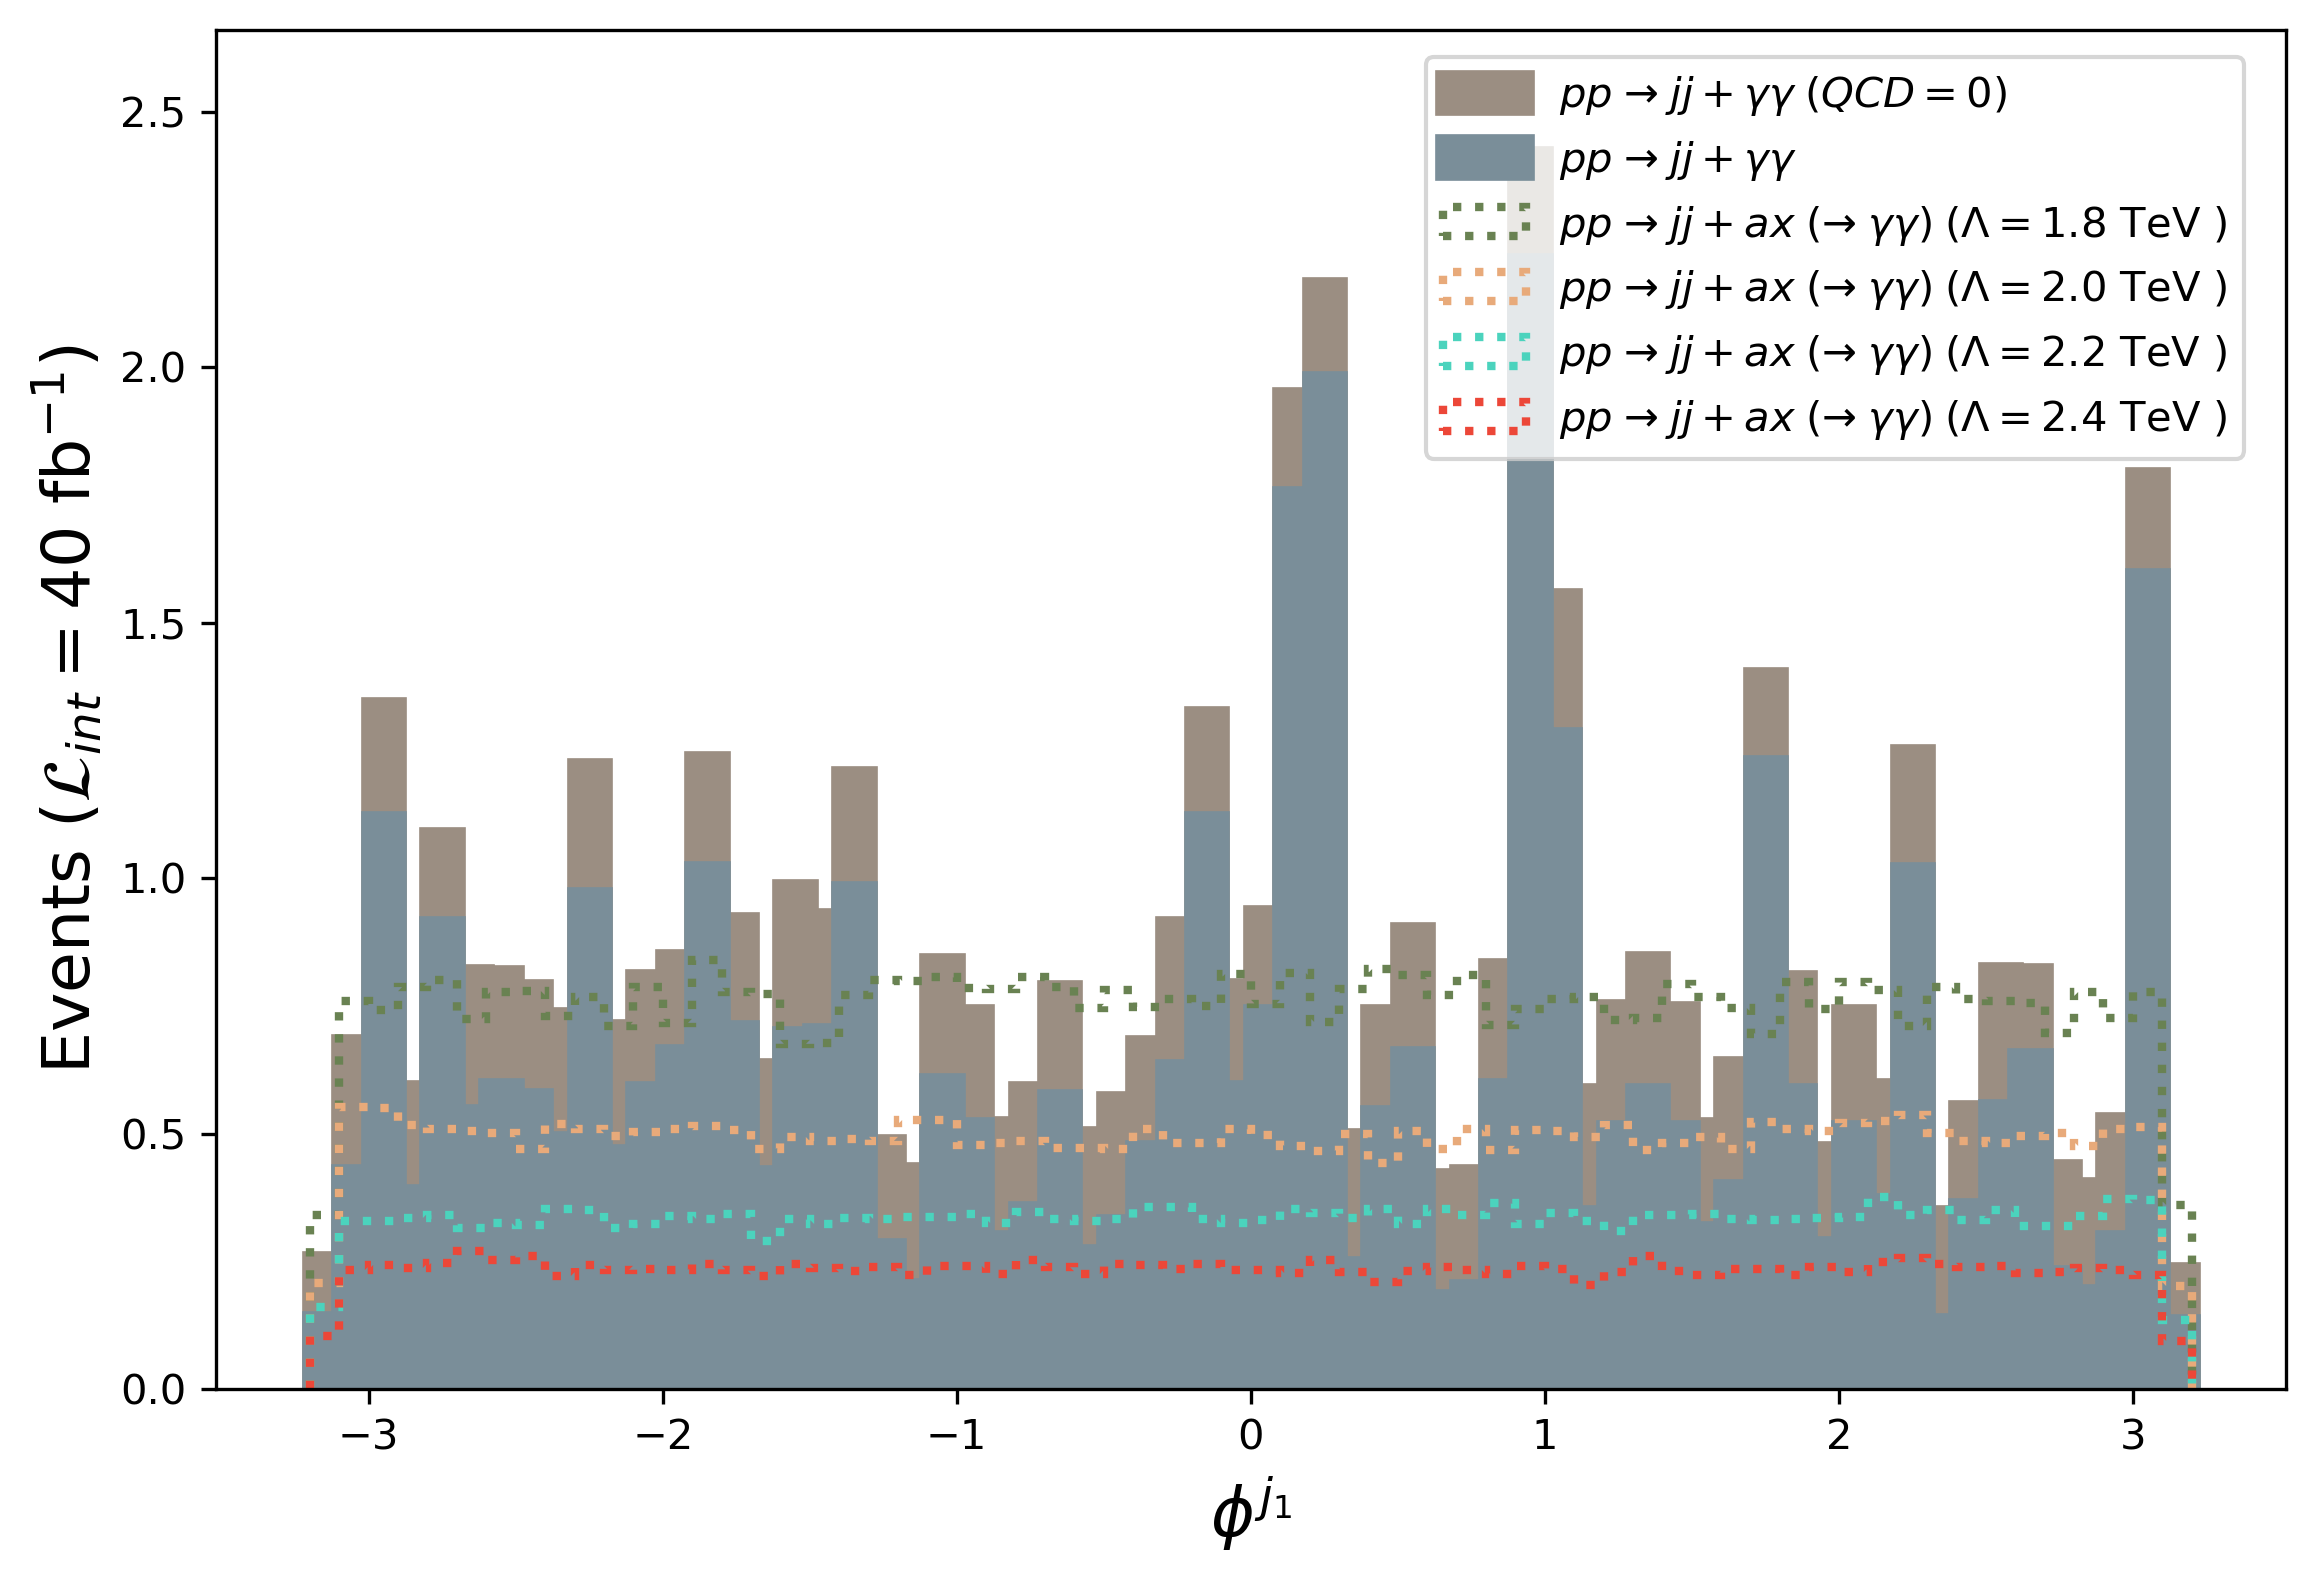 pp → jj + γγ (QCD = 0)
pp → jj + γγ
pp → jj + ax (→ γγ) (Λ = 1.8 TeV )
pp → jj + ax (→ γγ) (Λ = 2.0 TeV )
pp → jj + ax (→ γγ) (Λ = 2.2 TeV )
pp → jj + ax (→ γγ) (Λ = 2.4 TeV )
Events (ℒ_int = 40 fb⁻¹)
2.5
2.0
1.5
1.0
0.5
0.0
−3 −2 −1 0 1 2 3
ϕ^{j₁}